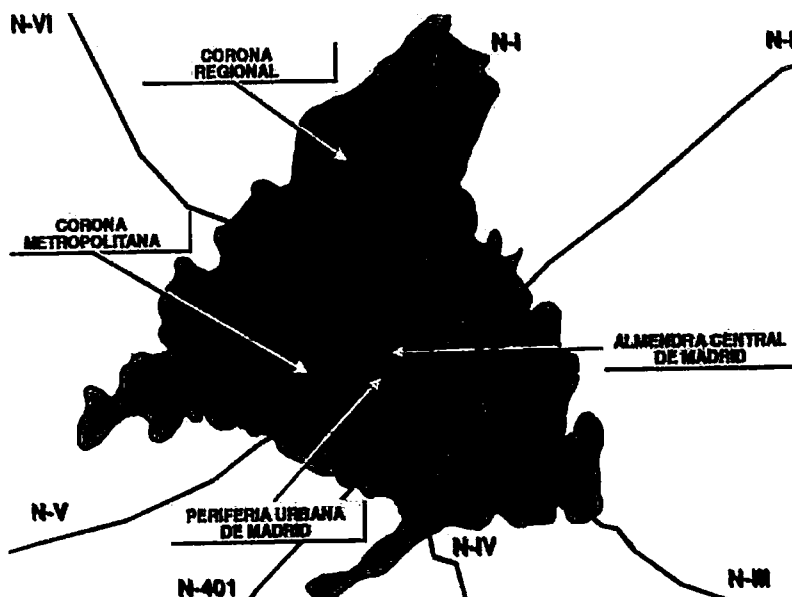 N-VI
CORONA
REGIONAL
N-I
CORONA
METROPOLITANA
ALMENDRA CENTRAL
DE MADRID
N-V
PERIFERIA URBANA
DE MADRID
N-IV
N-401
N-III